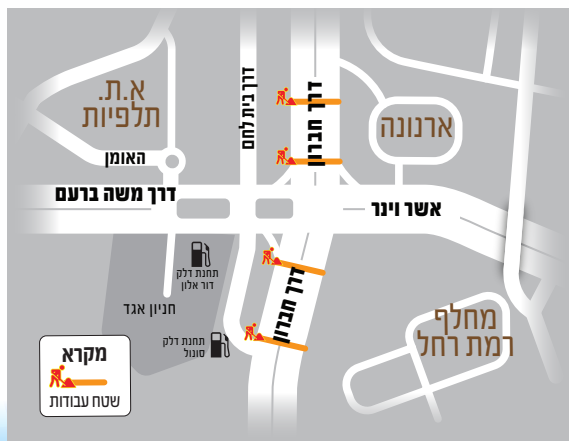 א.ת.
תלפיות
דרך בית לחם
דרך חברון
ארנונה
האומן
דרך משה ברעם
אשר וינר
תחנת דלק
דור אלון
דרך חברון
חניון אגד
תחנת דלק
סונול
מחלף
רמת רחל
מקרא
שטח עבודות